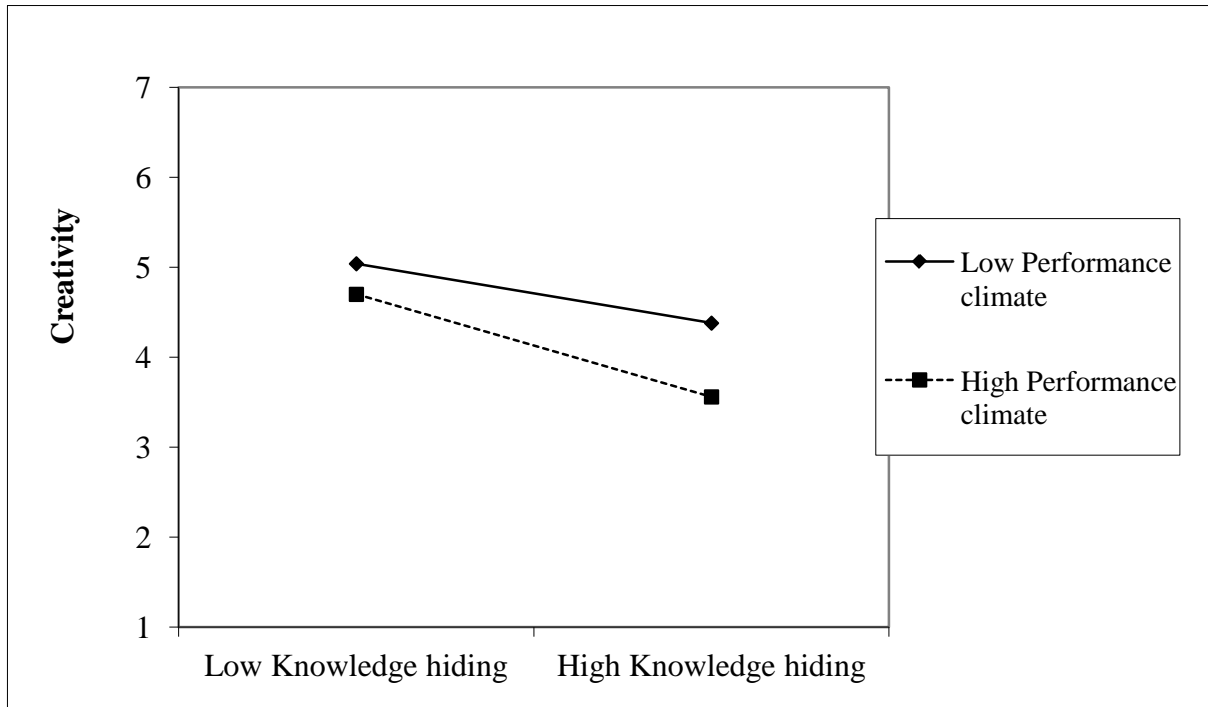 7
6
5
4
3
2
1
Creativity
Low Knowledge hiding
High Knowledge hiding
Low Performance
climate
High Performance
climate